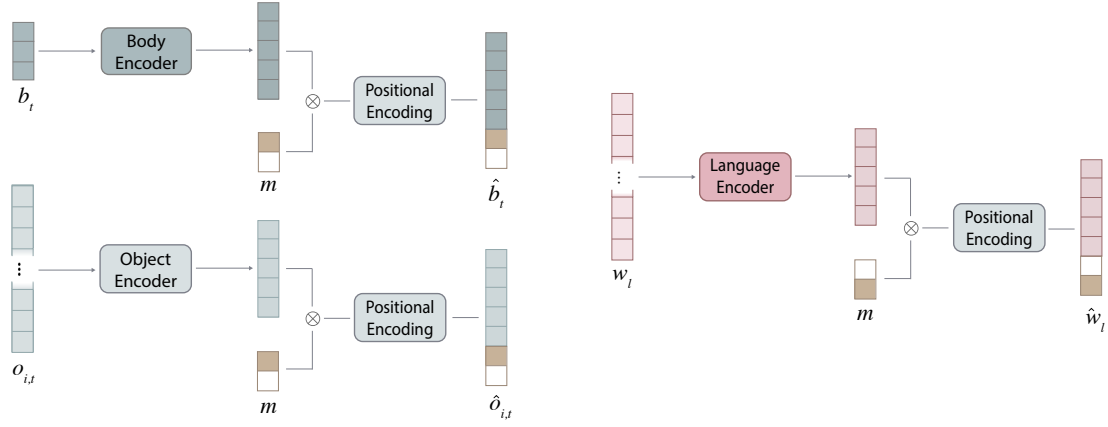 Body
Encoder
Positional
Encoding
b_t
m
b̂_t
Object
Encoder
Positional
Encoding
o_{i,t}
m
ô_{i,t}
Language
Encoder
Positional
Encoding
w_l
m
ŵ_l